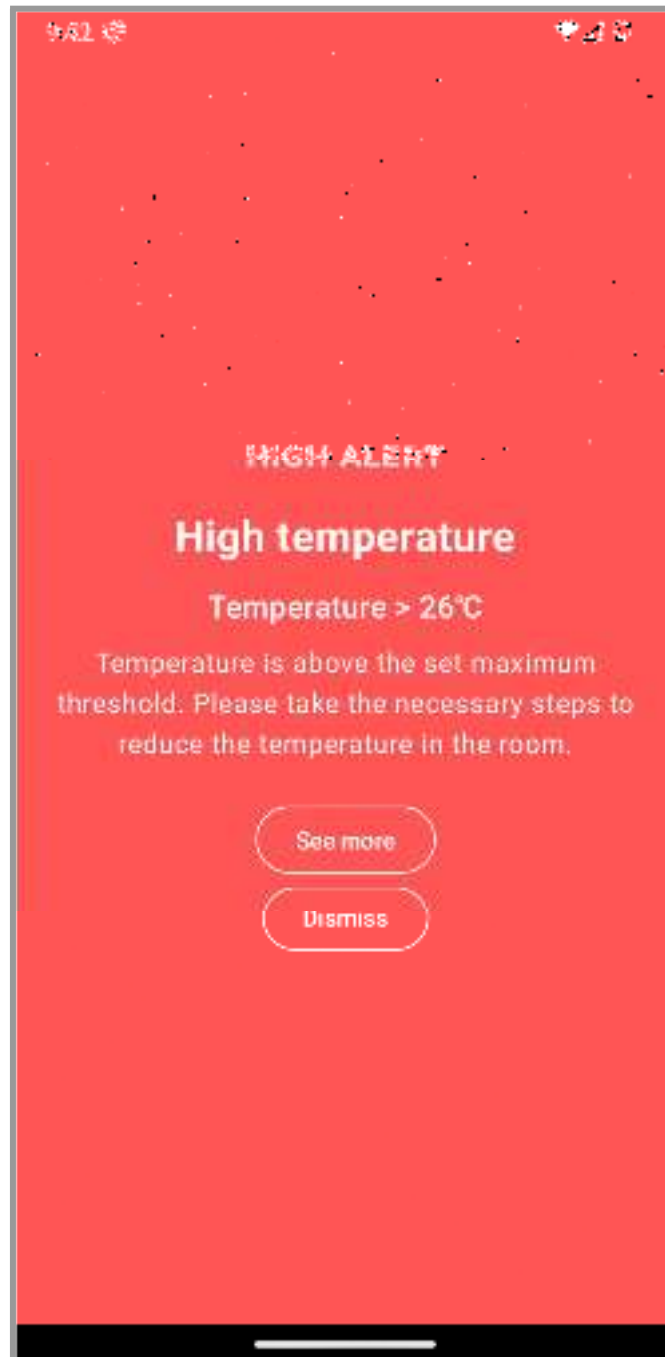 HIGH ALERT
High temperature
Temperature > 26°C
Temperature is above the set maximum
threshold. Please take the necessary steps to
reduce the temperature in the room.
See more
Dismiss